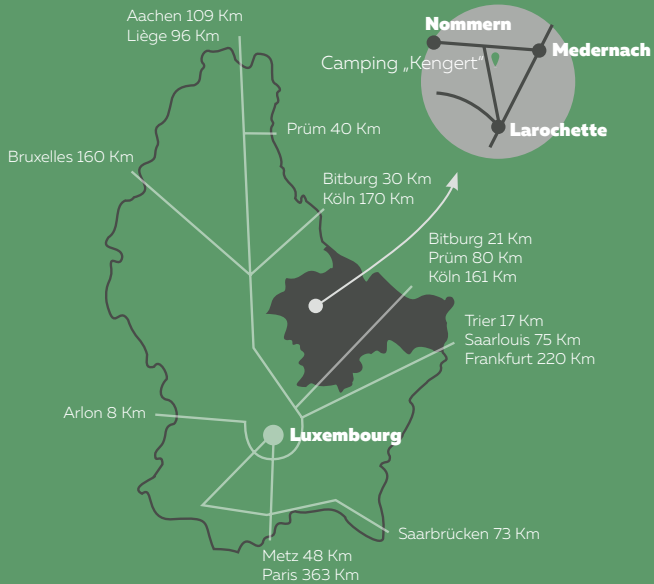 Aachen 109 Km
Liège 96 Km
Nommern
Medernach
Camping „Kengert“
Larochette
Prüm 40 Km
Bruxelles 160 Km
Bitburg 30 Km
Köln 170 Km
Bitburg 21 Km
Prüm 80 Km
Köln 161 Km
Trier 17 Km
Saarlouis 75 Km
Frankfurt 220 Km
Arlon 8 Km
Luxembourg
Saarbrücken 73 Km
Metz 48 Km
Paris 363 Km